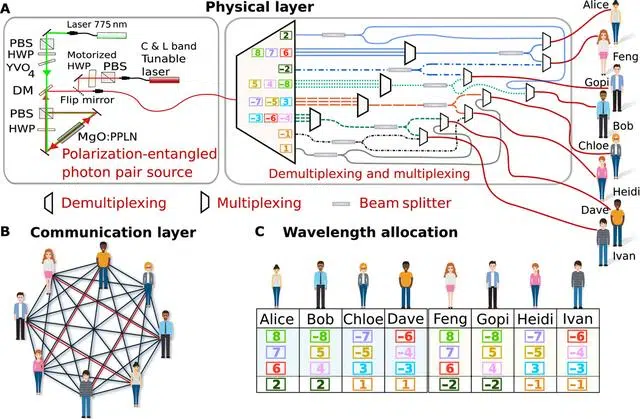 A
Physical layer
Laser 775 nm
PBS
HWP
YVO
4
DM
PBS
HWP
Motorized
HWP
PBS
C & L band
Tunable
laser
Flip mirror
MgO:PPLN
Polarization-entangled
photon pair source
2
8 7 6
-2
5 4 -8
-7 -5 3
-3 -6 -4
-1
1
Demultiplexing and multiplexing
Alice
Feng
Gopi
Bob
Chloe
Heidi
Dave
Ivan
Demultiplexing
Multiplexing
Beam splitter
B
Communication layer
C
Wavelength allocation
Alice Bob Chloe Dave Feng Gopi Heidi Ivan
8 -8 -7 -6 8 -8 -7 -6
7 5 -5 -4 7 5 -5 -4
6 4 3 -3 6 4 3 -3
2 2 1 1 -2 -2 -1 -1